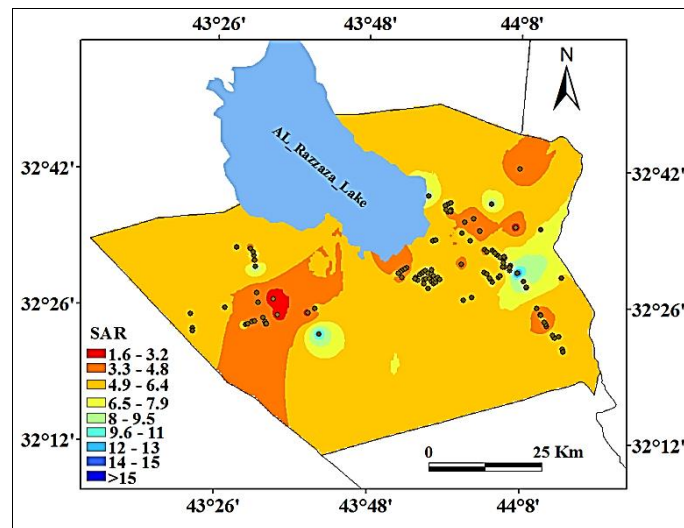 43°26' 43°48' 44°8'
N
AL_Razzaza_Lake
32°42' 32°42'
32°26' 32°26'
SAR
1.6 - 3.2
3.3 - 4.8
4.9 - 6.4
6.5 - 7.9
8 - 9.5
9.6 - 11
12 - 13
14 - 15
>15
32°12' 32°12'
0 25 Km
43°26' 43°48' 44°8'